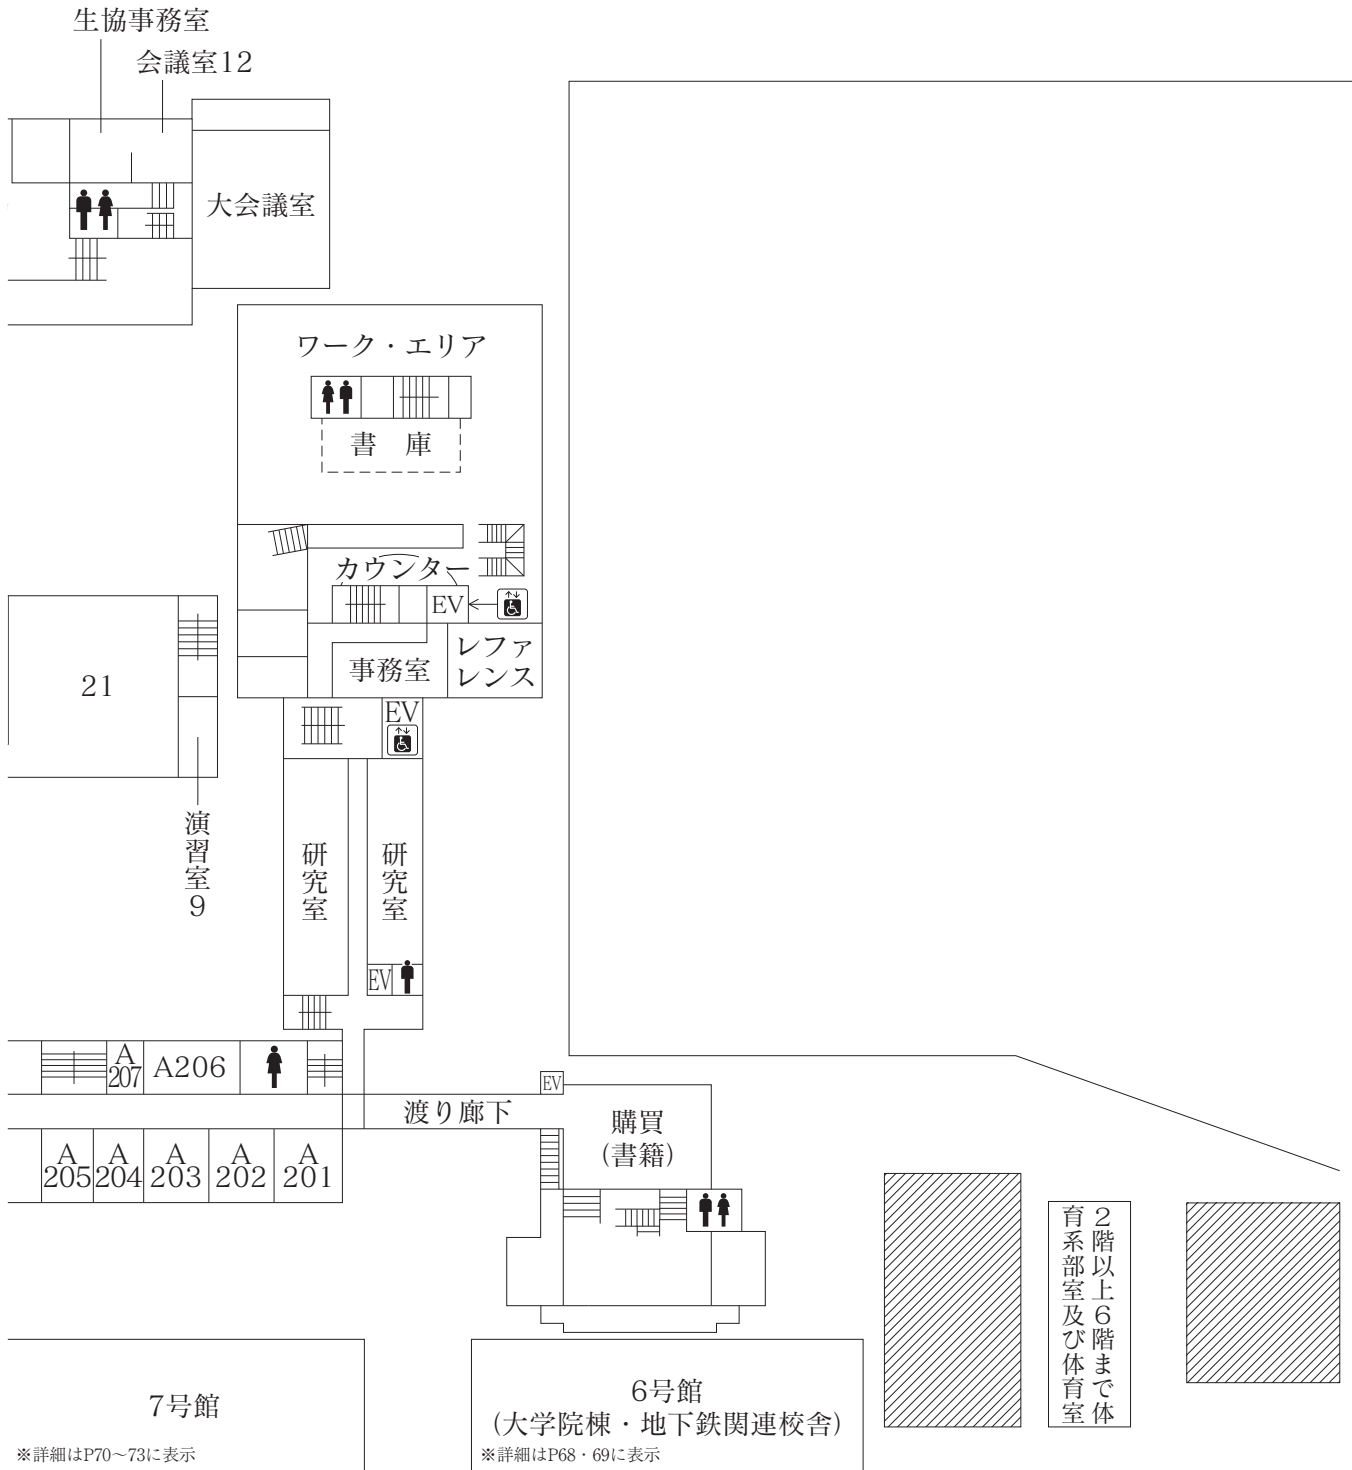 生協事務室
会議室12
大会議室
ワーク・エリア
書 庫
カウンター
EV
レファ
レンス
事務室
21
EV
演習室9
研究室
研究室
EV
A
207
A206
EV
渡り廊下
購買
(書籍)
A
205
A
204
A
203
A
202
A
201
2階以上6階まで体
育系部室及び体育室
7号館
※詳細はP70~73に表示
6号館
(大学院棟・地下鉄関連校舎)
※詳細はP68・69に表示